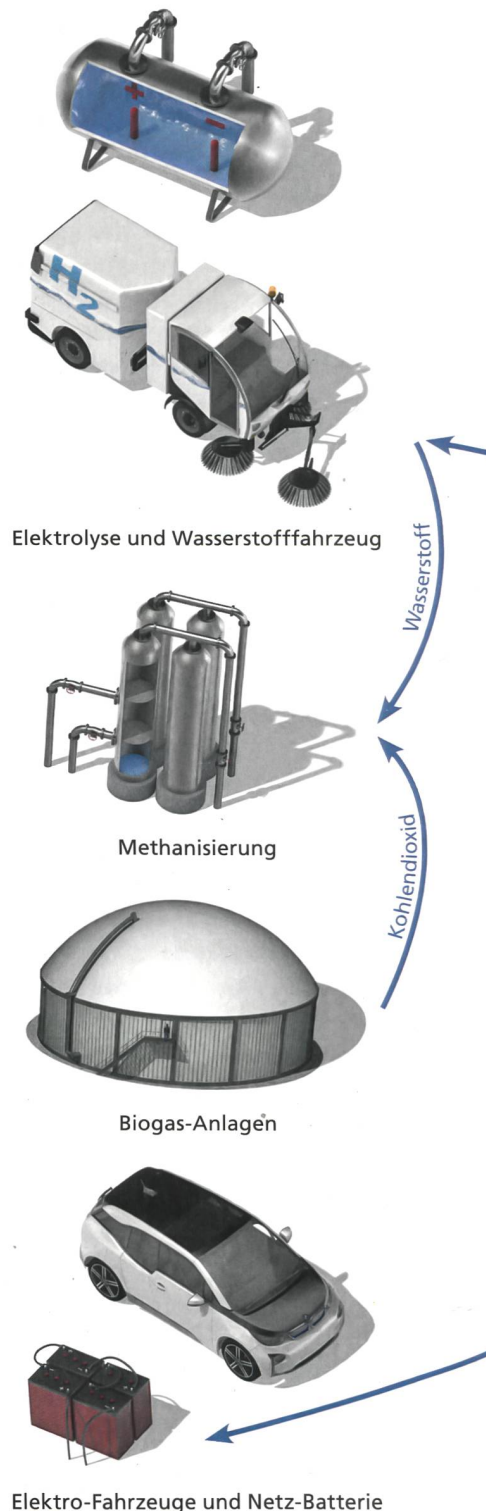 +
−
H2
Elektrolyse und Wasserstofffahrzeug
Wasserstoff
Methanisierung
Kohlendioxid
Biogas-Anlagen
Elektro-Fahrzeuge und Netz-Batterie